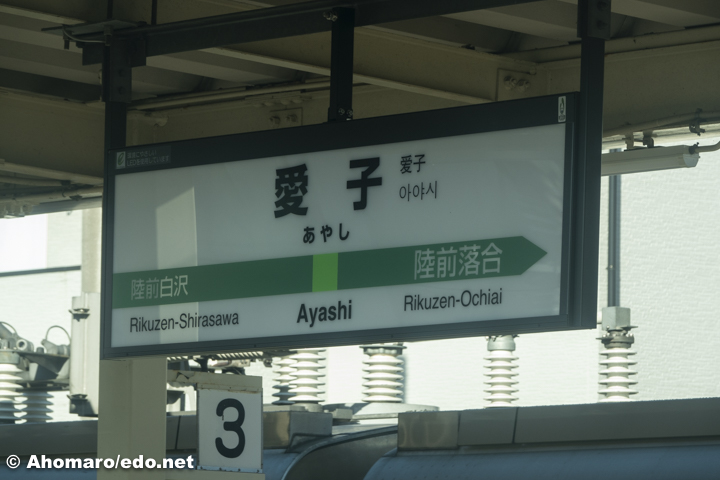 愛子
愛子
아야시
あやし
陸前白沢
陸前落合
Rikuzen-Shirasawa
Ayashi
Rikuzen-Ochiai
3
© Ahomaro/edo.net